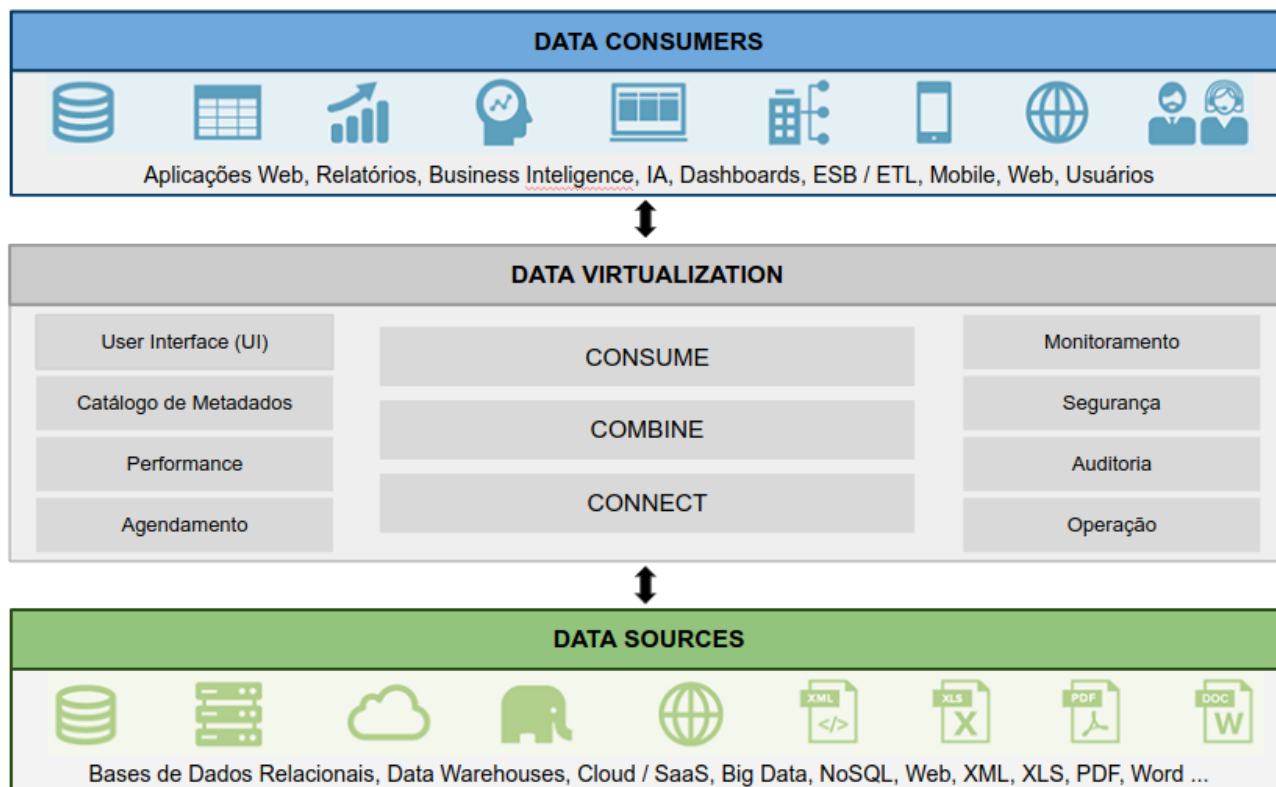 DATA CONSUMERS
Aplicações Web, Relatórios, Business Inteligence, IA, Dashboards, ESB / ETL, Mobile, Web, Usuários
DATA VIRTUALIZATION
User Interface (UI)
Catálogo de Metadados
Performance
Agendamento
CONSUME
COMBINE
CONNECT
Monitoramento
Segurança
Auditoria
Operação
DATA SOURCES
XML
</>
XLS
X
PDF
DOC
W
Bases de Dados Relacionais, Data Warehouses, Cloud / SaaS, Big Data, NoSQL, Web, XML, XLS, PDF, Word ...